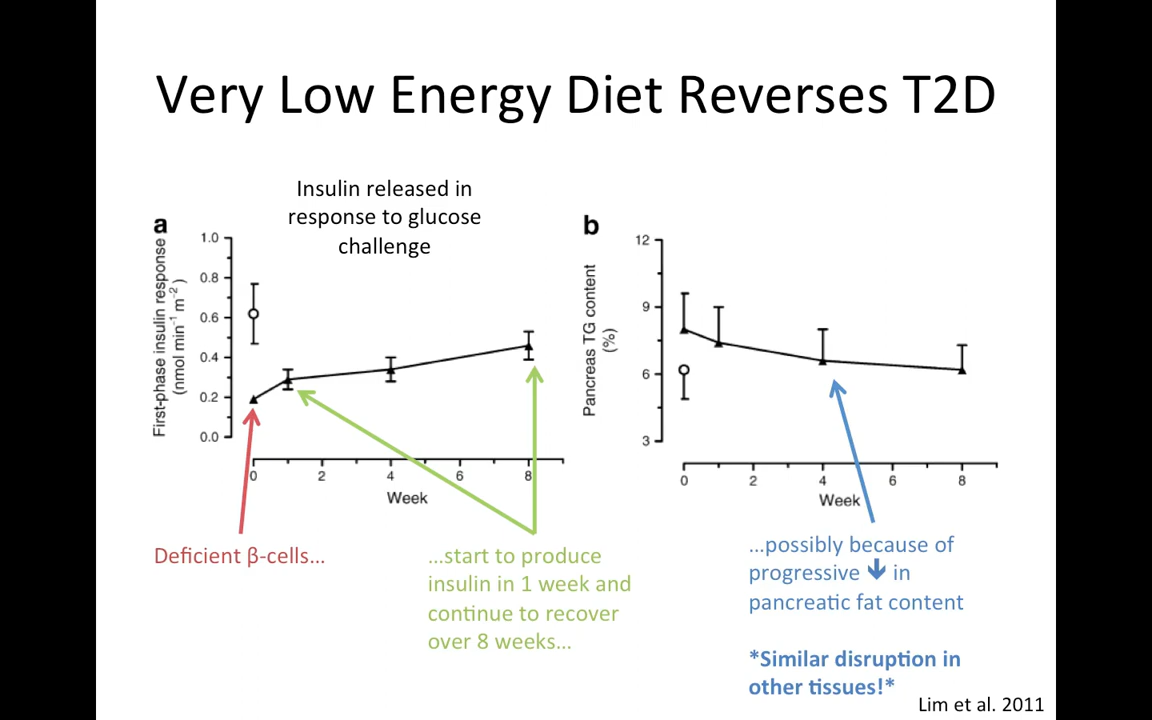 Very Low Energy Diet Reverses T2D
Insulin released in
response to glucose
challenge
a
First-phase insulin response
(nmol min⁻¹ m⁻²)
1.0
0.8
0.6
0.4
0.2
0.0
0 2 4 6 8
Week
b
Pancreas TG content
(%)
12
9
6
3
0 2 4 6 8
Week
Deficient β-cells…
…start to produce
insulin in 1 week and
continue to recover
over 8 weeks…
…possibly because of
progressive 🡻 in
pancreatic fat content
*Similar disruption in
other tissues!*
Lim et al. 2011